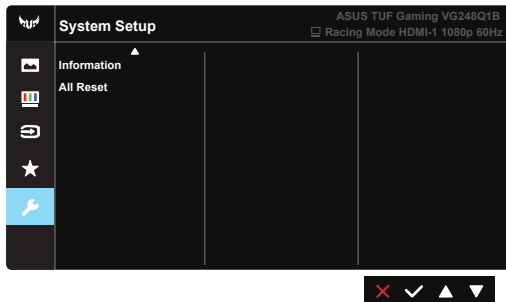 System Setup
ASUS TUF Gaming VG248Q1B
Racing Mode HDMI-1 1080p 60Hz
Information
All Reset